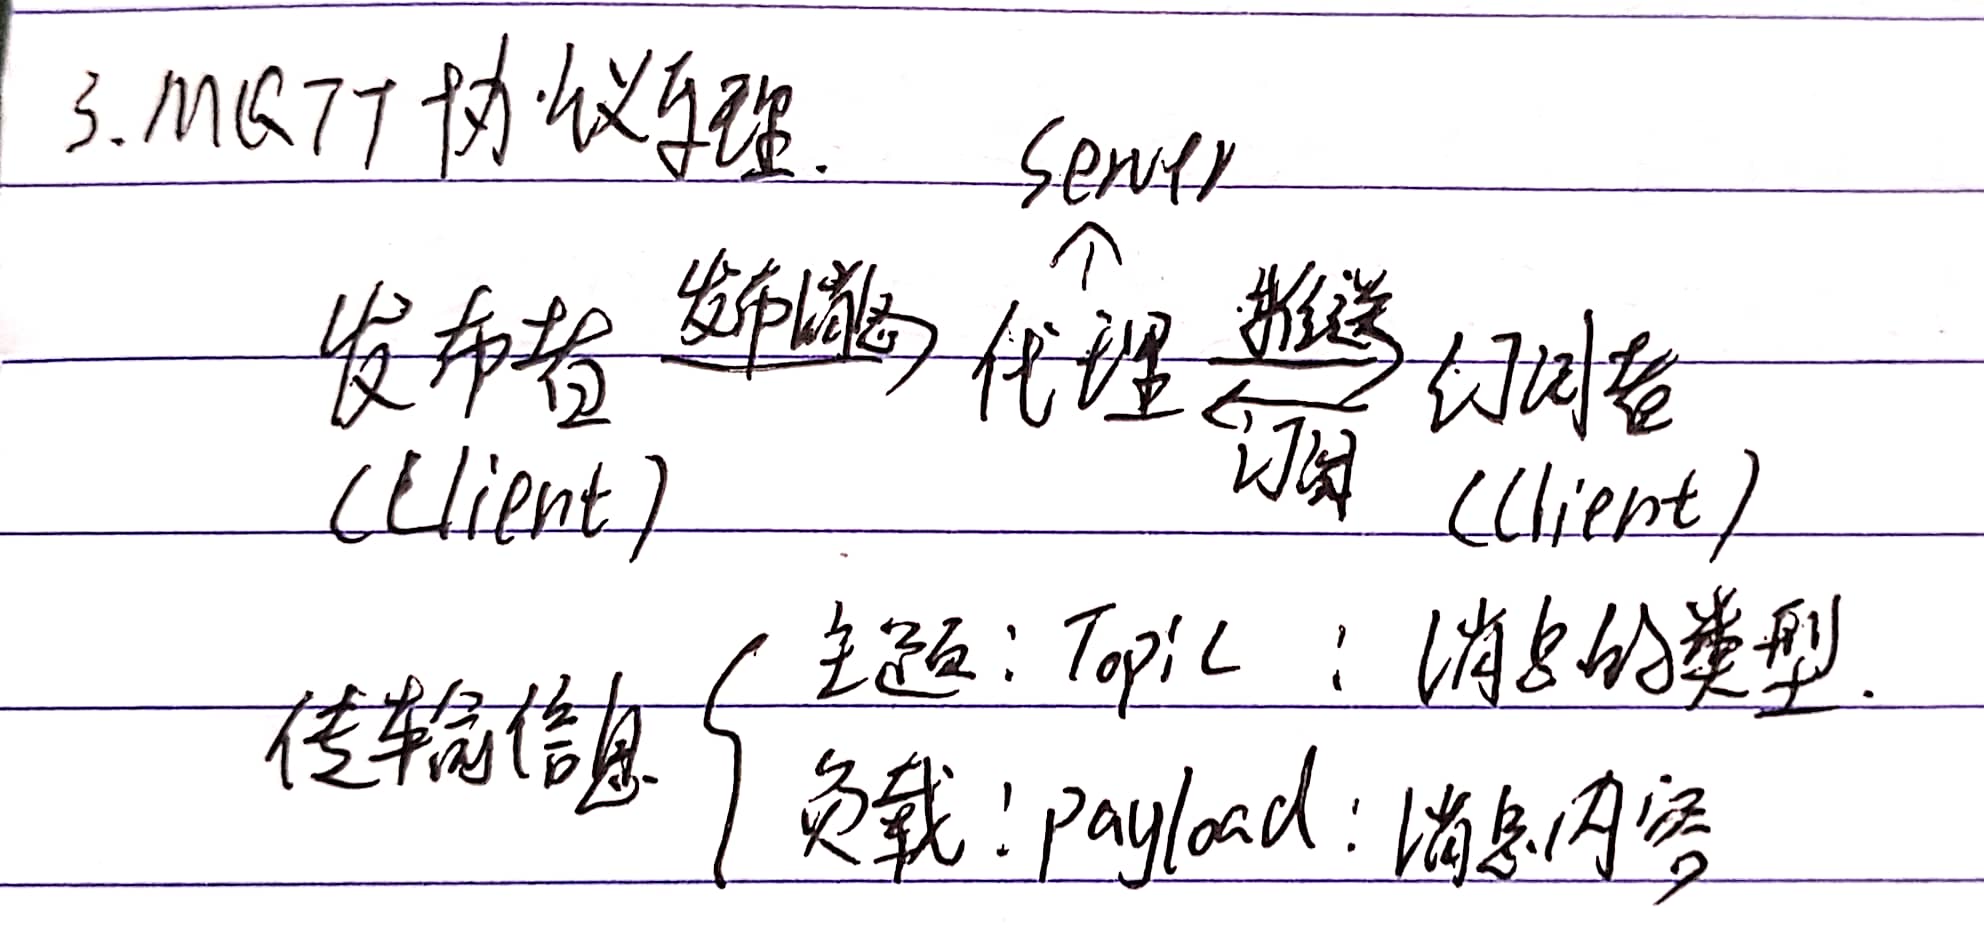 3. MQTT 协议原理.
Server
↑
发布者 发布消息 代理 推送 订阅者
订阅
(Client) (Client)
传输信息 { 主题: Topic : 消息的类型.
负载: payload: 消息内容